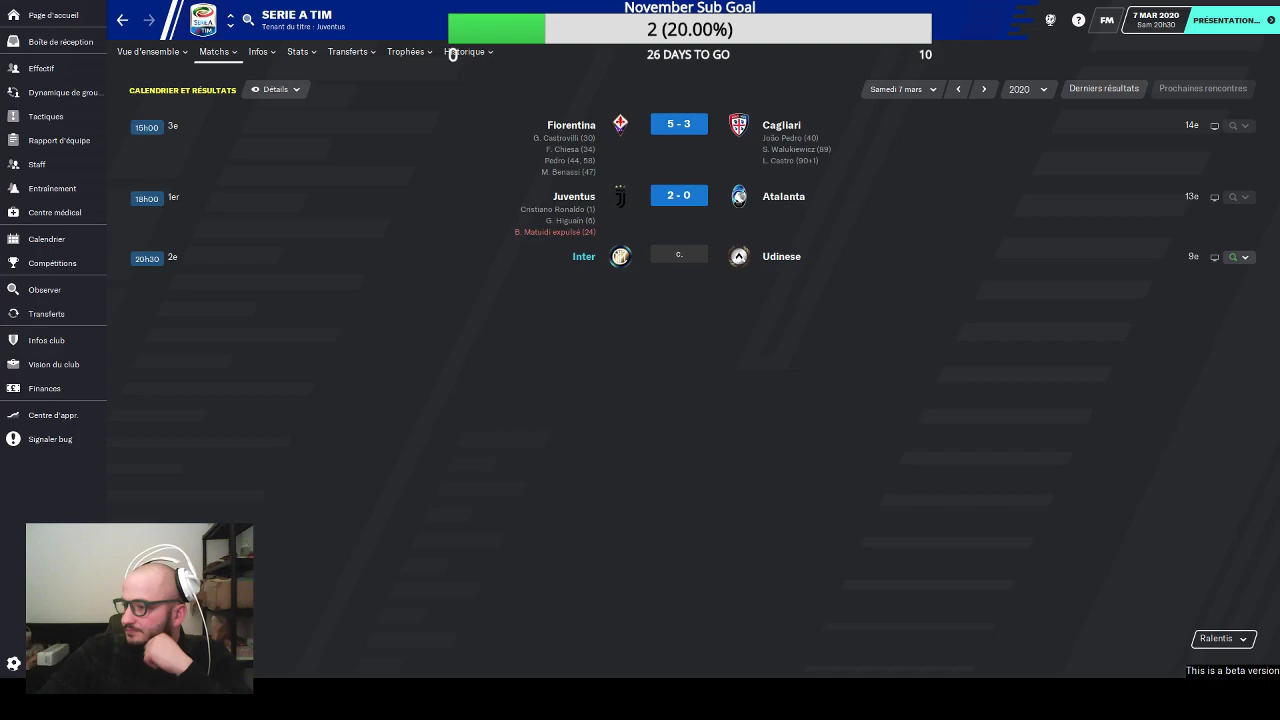 November Sub Goal
2 (20.00%)
0
26 DAYS TO GO
10
SERIE A TIM
Tenant du titre : Juventus
FM
7 MAR 2020
Sam 20h30
PRÉSENTATION...
Vue d'ensemble
Matchs
Infos
Stats
Transferts
Trophées
Historique
CALENDRIER ET RÉSULTATS
Détails
Samedi 7 mars
2020
Derniers résultats
Prochaines rencontres
Page d'accueil
Boîte de réception
Effectif
Dynamique de grou...
Tactiques
Rapport d'équipe
Staff
Entraînement
Centre médical
Calendrier
Compétitions
Observer
Transferts
Infos club
Vision du club
Finances
Centre d'appr.
Signaler bug
15h00 3e Fiorentina 5 - 3 Cagliari 14e
G. Castrovilli (30) João Pedro (40)
F. Chiesa (34) S. Walukiewicz (89)
Pedro (44, 58) L. Castro (90+1)
M. Benassi (47)
18h00 1er Juventus 2 - 0 Atalanta 13e
Cristiano Ronaldo (1)
G. Higuaín (6)
B. Matuidi expulsé (24)
20h30 2e Inter c. Udinese 9e
Ralentis
This is a beta version